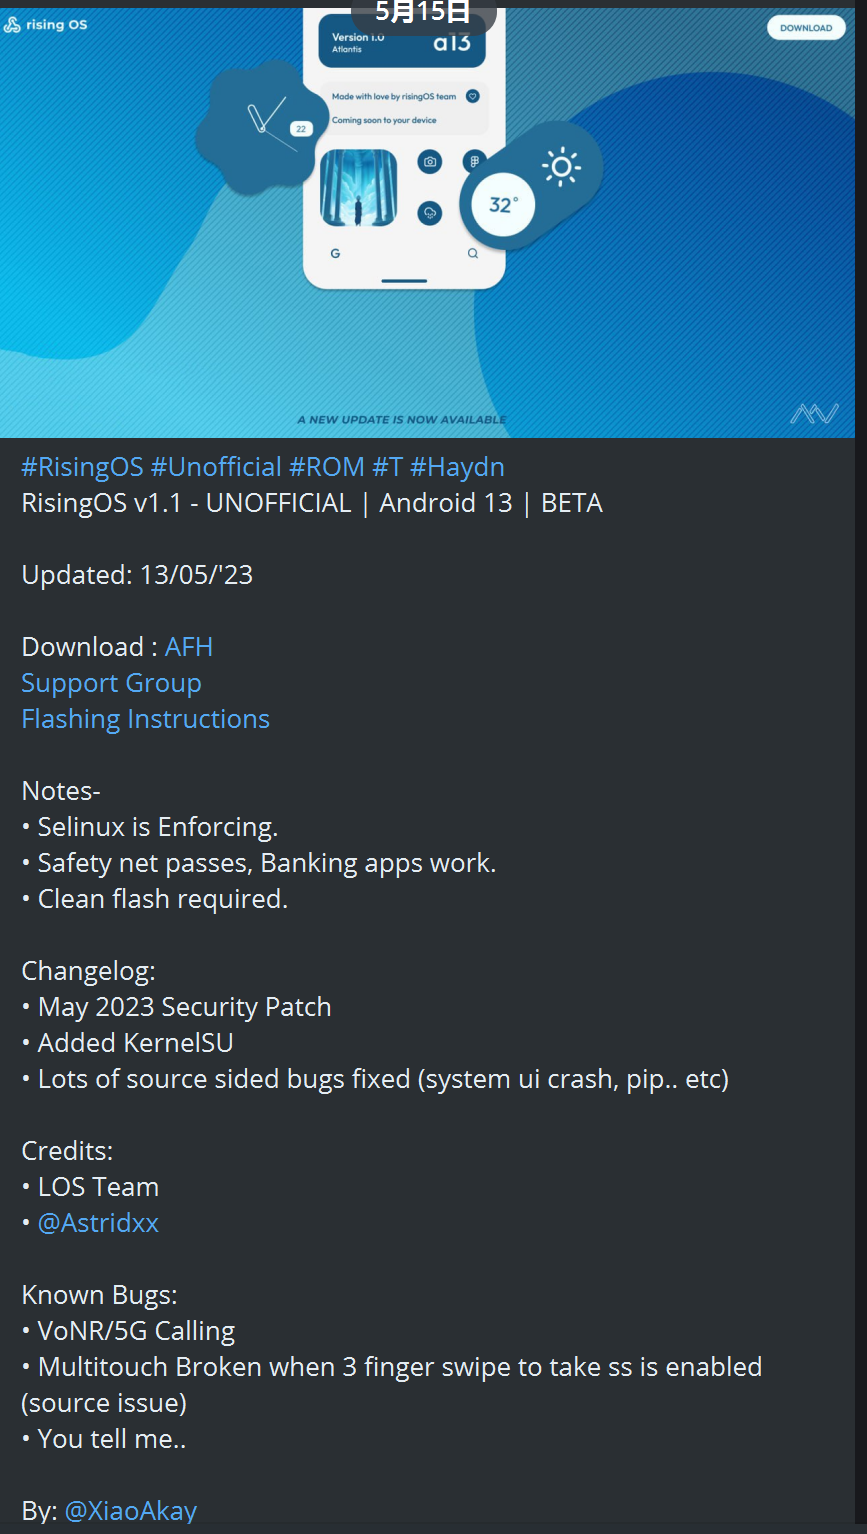 5月15日
rising OS
DOWNLOAD
Version 1.0
Atlantis
a13
Made with love by risingOS team
Coming soon to your device
22
32°
G
A NEW UPDATE IS NOW AVAILABLE
#RisingOS #Unofficial #ROM #T #Haydn
RisingOS v1.1 - UNOFFICIAL | Android 13 | BETA
Updated: 13/05/'23
Download : AFH
Support Group
Flashing Instructions
Notes-
• Selinux is Enforcing.
• Safety net passes, Banking apps work.
• Clean flash required.
Changelog:
• May 2023 Security Patch
• Added KernelSU
• Lots of source sided bugs fixed (system ui crash, pip.. etc)
Credits:
• LOS Team
• @Astridxx
Known Bugs:
• VoNR/5G Calling
• Multitouch Broken when 3 finger swipe to take ss is enabled
(source issue)
• You tell me..
By: @XiaoAkay